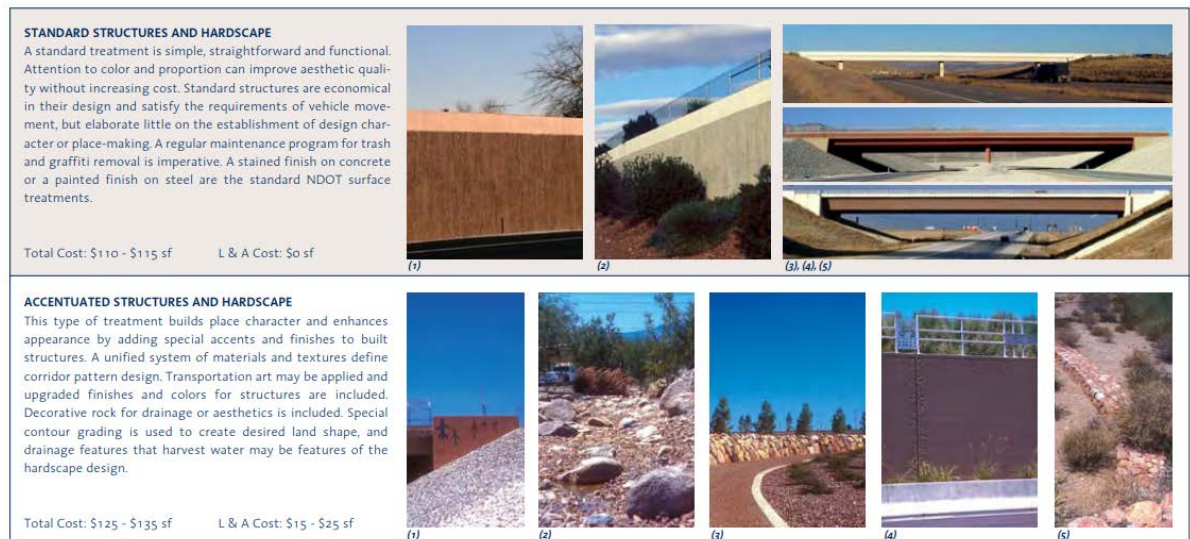 STANDARD STRUCTURES AND HARDSCAPE
A standard treatment is simple, straightforward and functional.
Attention to color and proportion can improve aesthetic quali-
ty without increasing cost. Standard structures are economical
in their design and satisfy the requirements of vehicle move-
ment, but elaborate little on the establishment of design char-
acter or place-making. A regular maintenance program for trash
and graffiti removal is imperative. A stained finish on concrete
or a painted finish on steel are the standard NDOT surface
treatments.
Total Cost: $110 - $115 sf L & A Cost: $0 sf
(1) (2) (3), (4), (5)
ACCENTUATED STRUCTURES AND HARDSCAPE
This type of treatment builds place character and enhances
appearance by adding special accents and finishes to built
structures. A unified system of materials and textures define
corridor pattern design. Transportation art may be applied and
upgraded finishes and colors for structures are included.
Decorative rock for drainage or aesthetics is included. Special
contour grading is used to create desired land shape, and
drainage features that harvest water may be features of the
hardscape design.
Total Cost: $125 - $135 sf L & A Cost: $15 - $25 sf
(1) (2) (3) (4) (5)